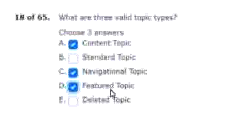 18 of 65. What are three valid topic types?
Choose 3 answers
A. Content Topic
B. Standard Topic
C. Navigational Topic
D. Featured Topic
E. Deleted Topic